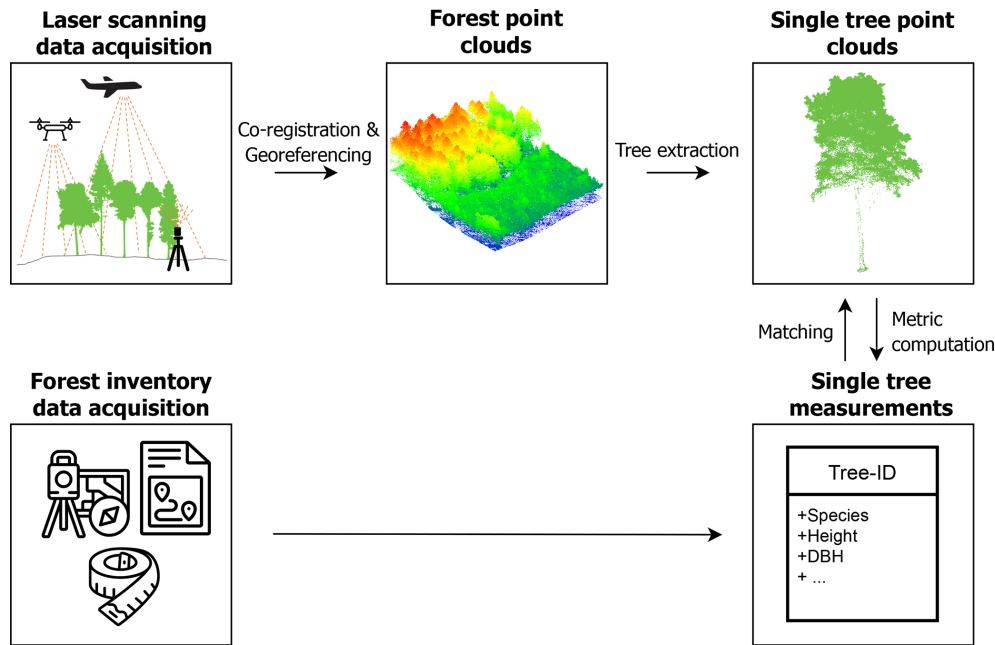 Laser scanning
data acquisition
Forest point
clouds
Single tree point
clouds
Co-registration &
Georeferencing
Tree extraction
Matching
Metric
computation
Forest inventory
data acquisition
Single tree
measurements
Tree-ID
+Species
+Height
+DBH
+ ...